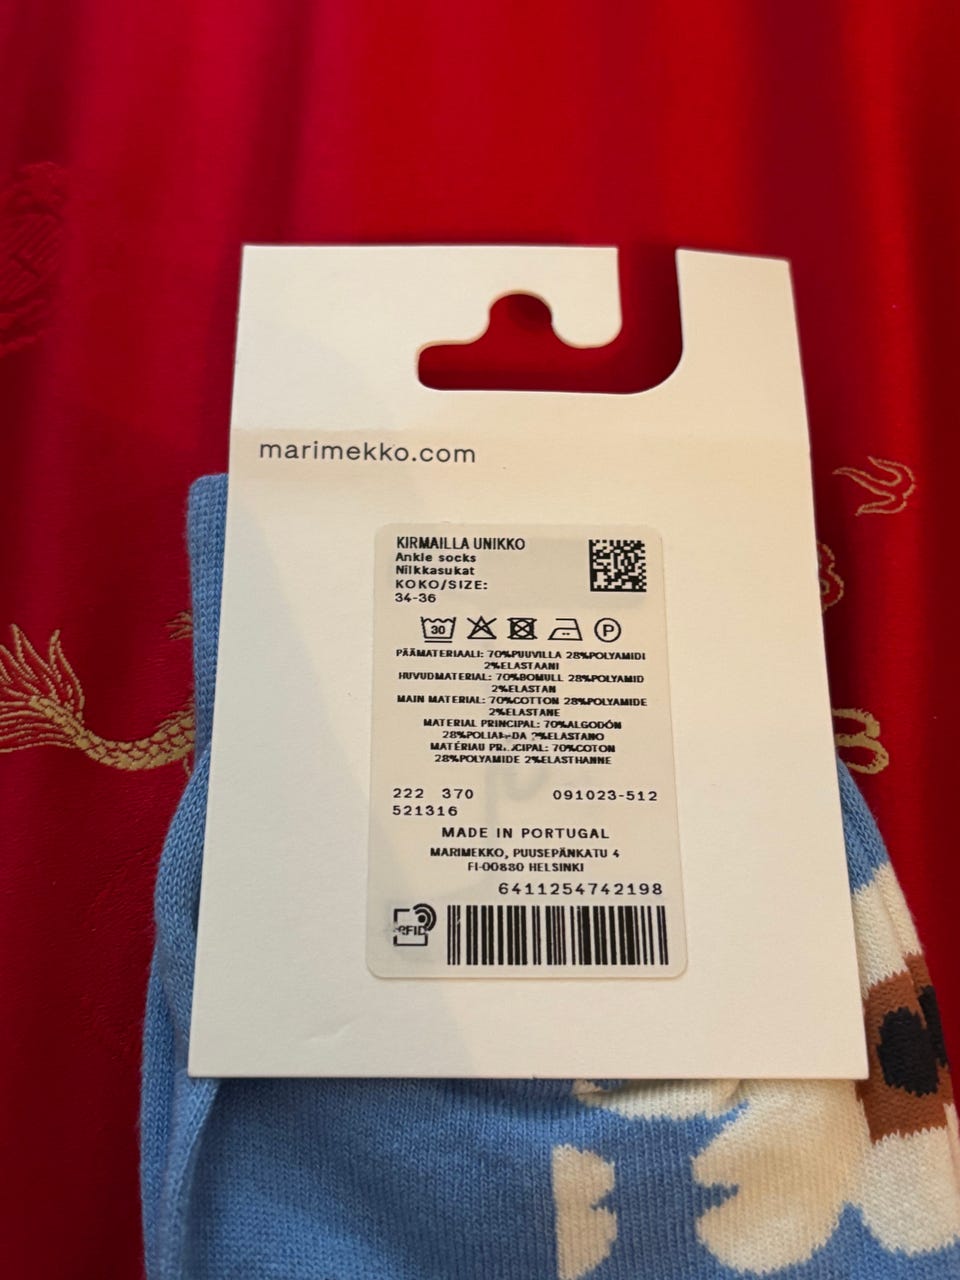 marimekko.com
KIRMAILLA UNIKKO
Ankle socks
Nilkkasukat
KOKO/SIZE:
34-36
30
P
PÄÄMATERIAALI: 70%PUUVILLA 28%POLYAMIDI
2%ELASTAANI
HUVUDMATERIAL: 70%BOMULL 28%POLYAMID
2%ELASTAN
MAIN MATERIAL: 70%COTTON 28%POLYAMIDE
2%ELASTANE
MATERIAL PRINCIPAL: 70%ALGODÓN
2%ELASTANO
MATÉRIAU 70%COTON
28%POLYAMIDE 2%ELASTHANNE
222 370 091023-512
521316
MADE IN PORTUGAL
MARIMEKKO, PUUSEPÄNKATU 4
FI-00880 HELSINKI
6411254742198
RFID